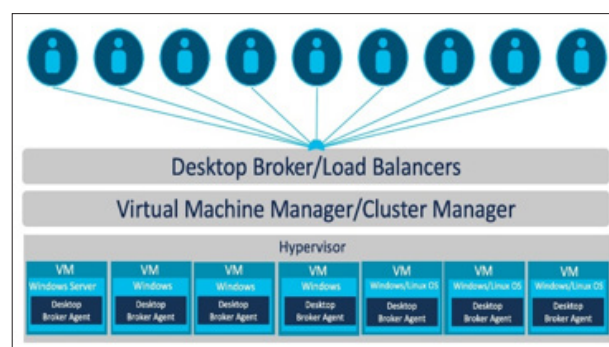 Desktop Broker/Load Balancers
Virtual Machine Manager/Cluster Manager
Hypervisor
VM VM VM VM VM VM VM
Windows Server Windows Windows Windows Windows/Linux OS Windows/Linux OS Windows/Linux OS
Desktop Desktop Desktop Desktop Desktop Desktop Desktop
Broker Agent Broker Agent Broker Agent Broker Agent Broker Agent Broker Agent Broker Agent